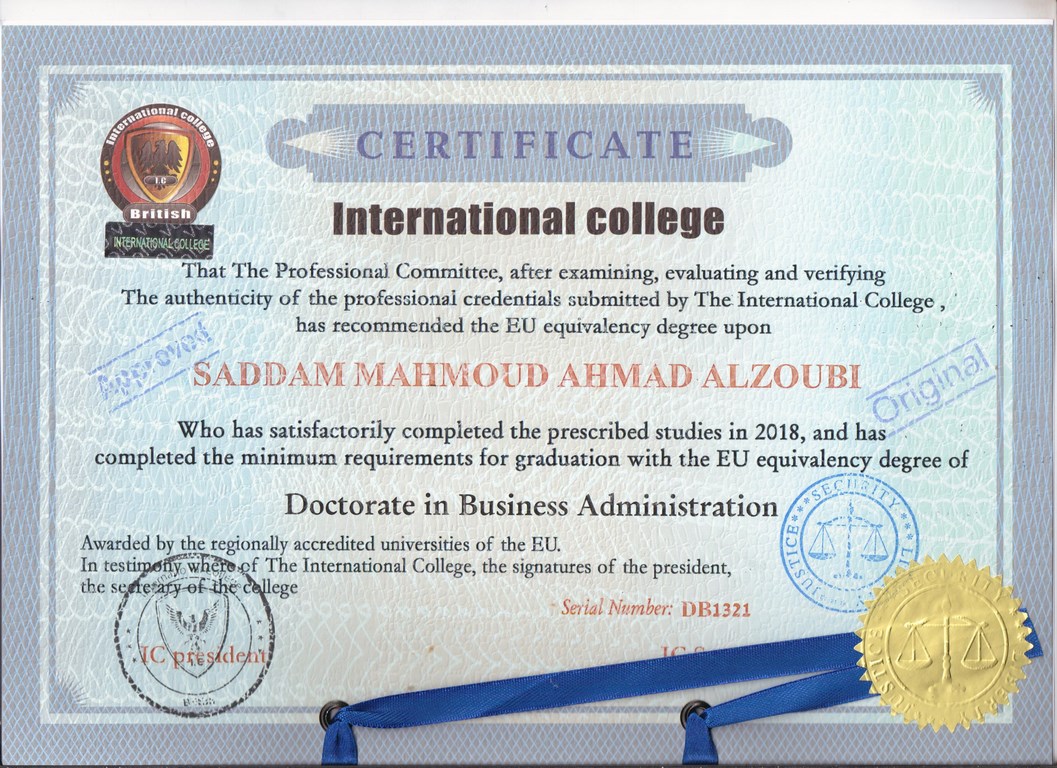 International college
CERTIFICATE
I.C
British
INTERNATIONAL COLLEGE
International college
That The Professional Committee, after examining, evaluating and verifying
The authenticity of the professional credentials submitted by The International College ,
has recommended the EU equivalency degree upon
Approved
SADDAM MAHMOUD AHMAD ALZOUBI
Original
Who has satisfactorily completed the prescribed studies in 2018, and has
completed the minimum requirements for graduation with the EU equivalency degree of
Doctorate in Business Administration
SECURITY
JUSTICE
Awarded by the regionally accredited universities of the EU.
In testimony where of The International College, the signatures of the president,
the secretary of the college
Serial Number: DB1321
IC president
IC